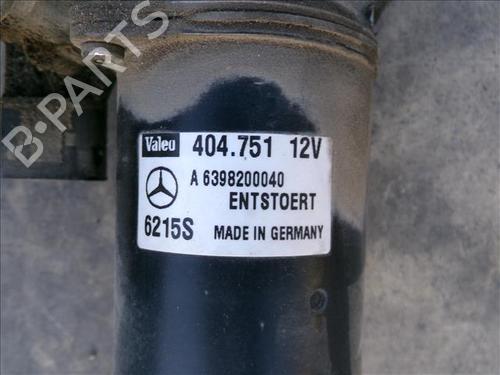 B-PARTS
Valeo 404.751 12V
A 6398200040
ENTSTOERT
6215S MADE IN GERMANY